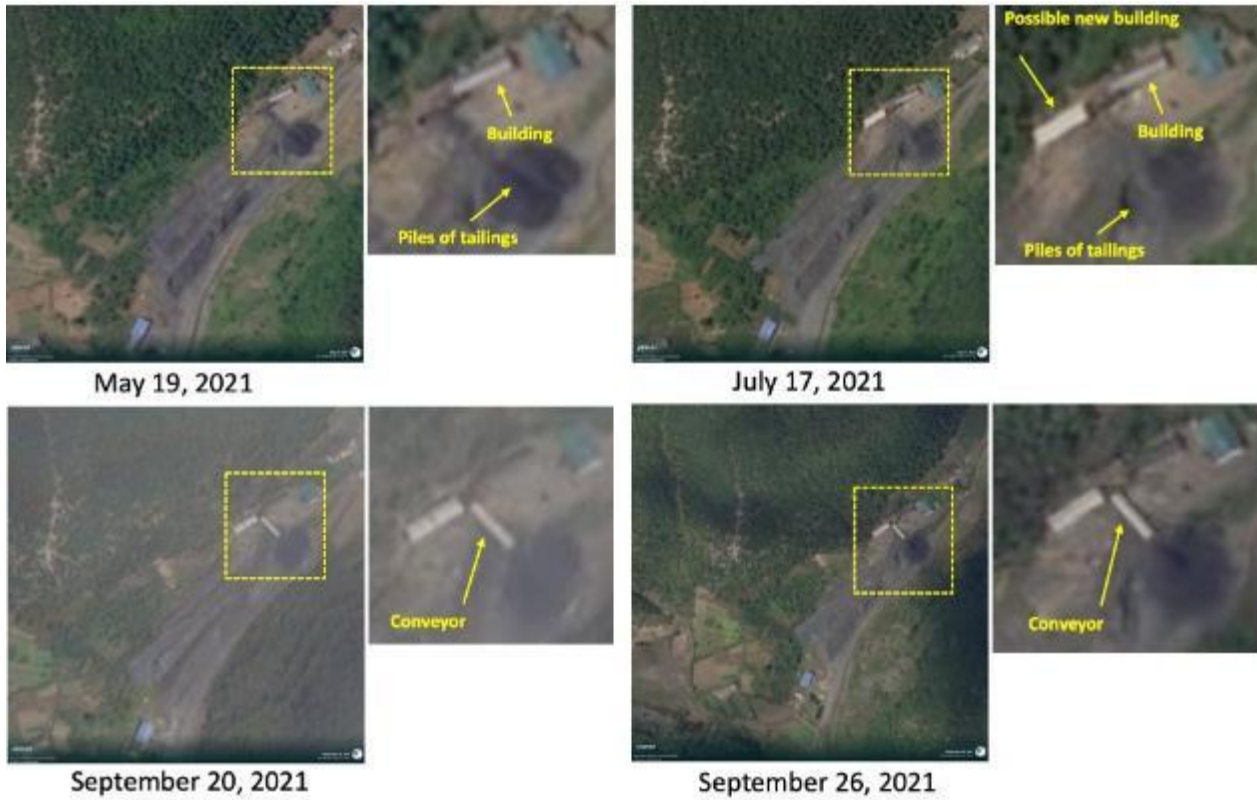 Possible new building
Building
Building
Piles of tailings
Piles of tailings
May 19, 2021
July 17, 2021
Conveyor
Conveyor
September 20, 2021
September 26, 2021